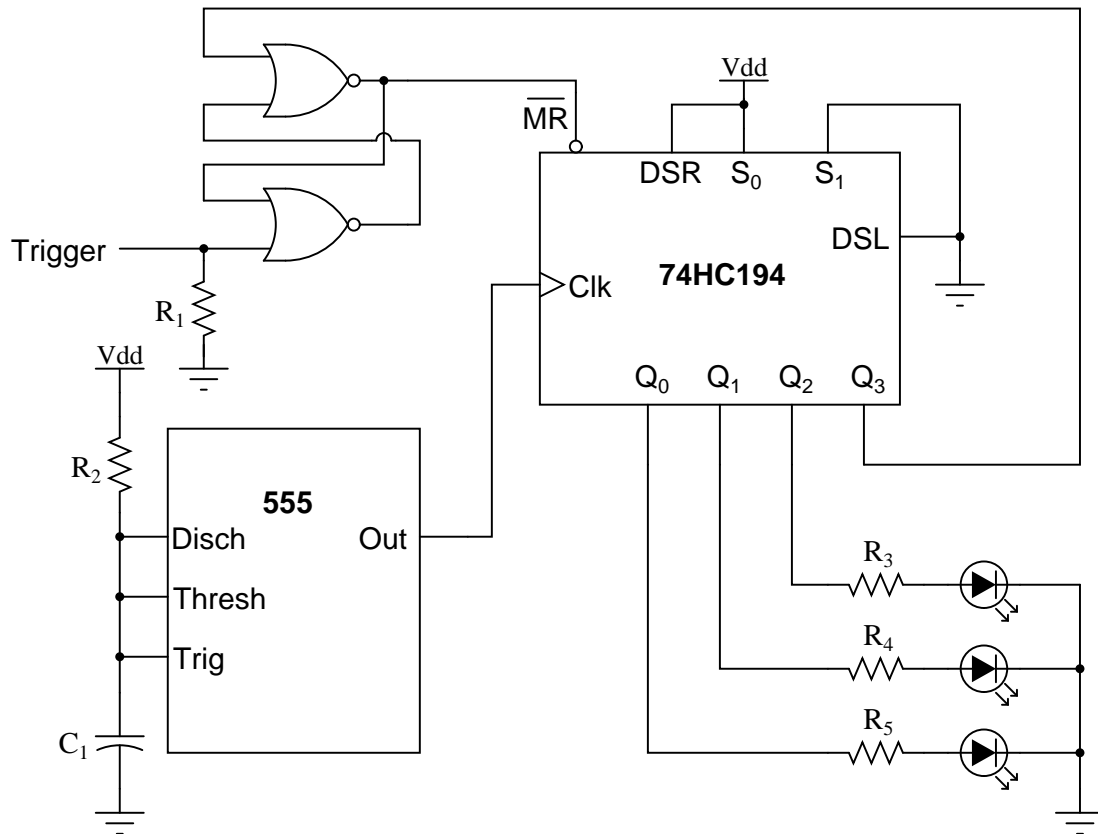 Vdd
MR
DSR S0 S1
DSL
Trigger
74HC194
Clk
R1
Vdd
Q0 Q1 Q2 Q3
R2
555
Disch Out
Thresh
Trig
R3
R4
C1
R5